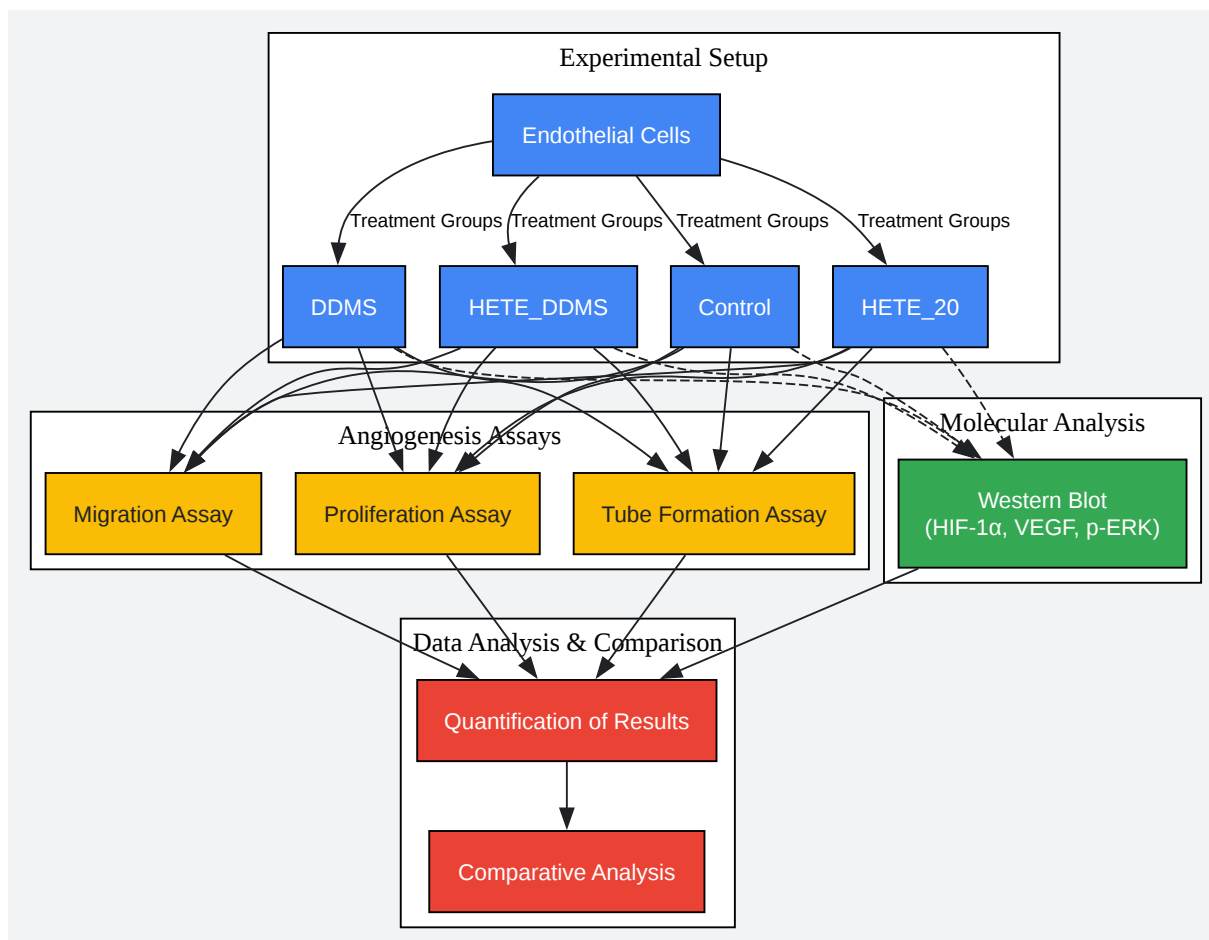 Experimental Setup
Endothelial Cells
Treatment Groups
Treatment Groups
Treatment Groups
Treatment Groups
DDMS
HETE_DDMS
Control
HETE_20
Angiogenesis Assays
Molecular Analysis
Migration Assay
Proliferation Assay
Tube Formation Assay
Western Blot
(HIF-1α, VEGF, p-ERK)
Data Analysis & Comparison
Quantification of Results
Comparative Analysis